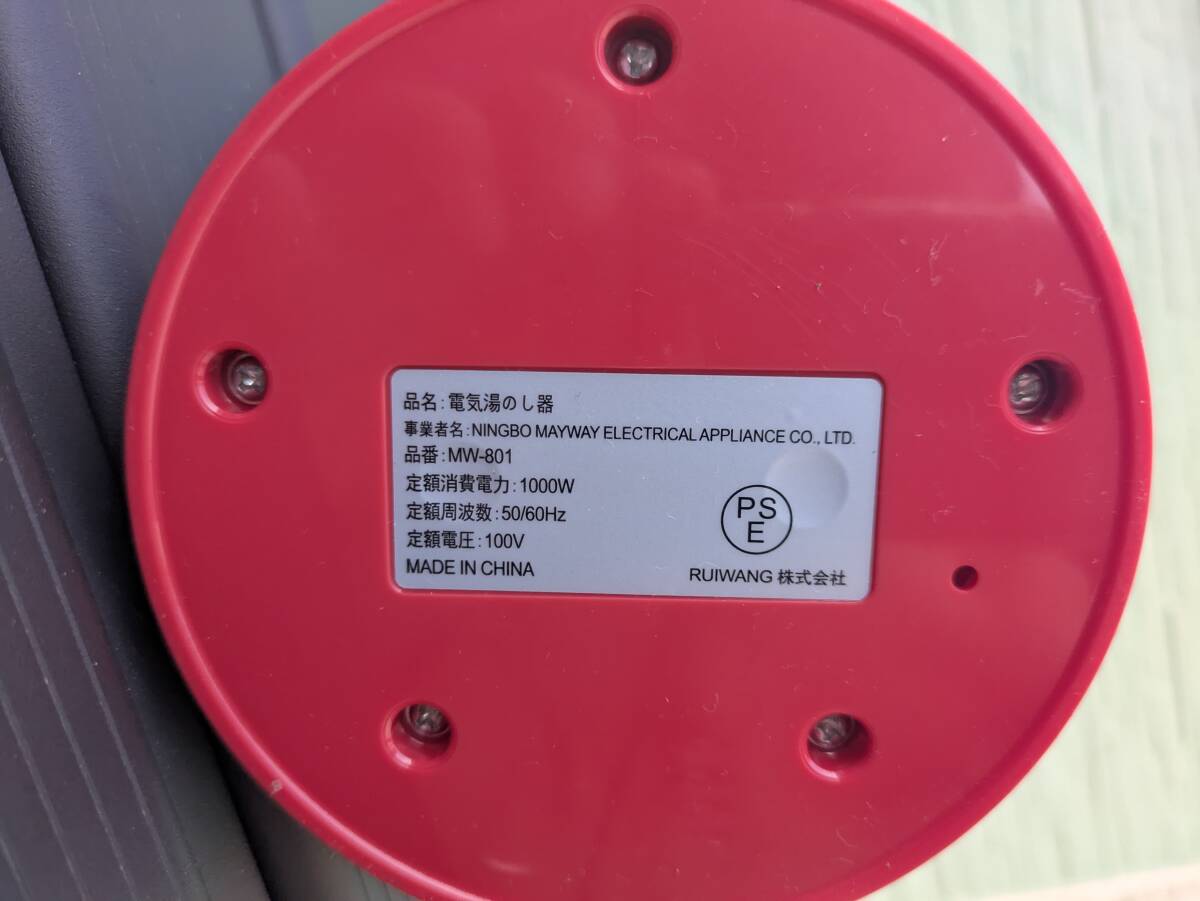 品名：電気湯のし器
事業者名：NINGBO MAYWAY ELECTRICAL APPLIANCE CO., LTD.
品番：MW-801
定額消費電力：1000W
定額周波数：50/60Hz
定額電圧：100V
MADE IN CHINA
PS
E
RUIWANG 株式会社